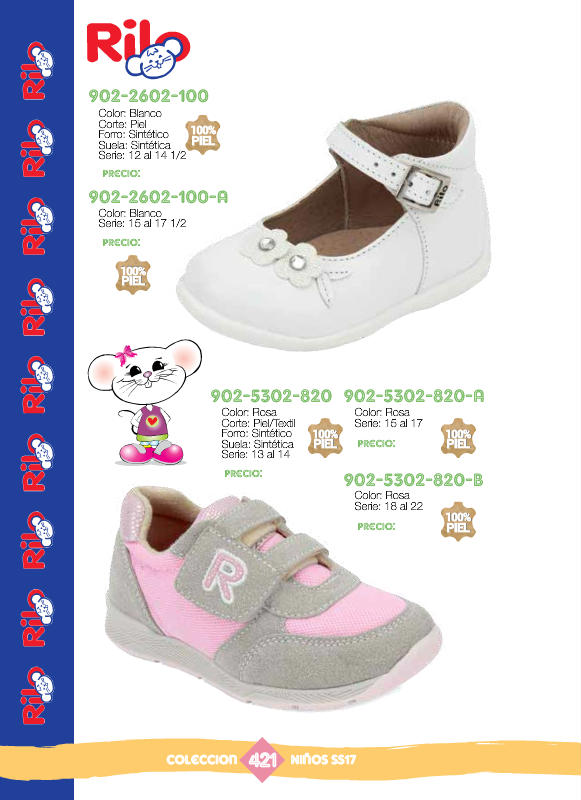 Rilo
Rilo
Rilo
Rilo
Rilo
Rilo
Rilo
Rilo
Rilo
Rilo
902-2602-100
Color: Blanco
Corte: Piel
Forro: Sintético
Suela: Sintética
Serie: 12 al 14 1/2
100%
PIEL
PRECIO:
902-2602-100-A
Color: Blanco
Serie: 15 al 17 1/2
PRECIO:
100%
PIEL
Rilo
902-5302-820
Color: Rosa
Corte: Piel/Textil
Forro: Sintético
Suela: Sintética
Serie: 13 al 14
100%
PIEL
PRECIO:
902-5302-820-A
Color: Rosa
Serie: 15 al 17
PRECIO:
100%
PIEL
902-5302-820-B
Color: Rosa
Serie: 18 al 22
PRECIO:
100%
PIEL
R
COLECCION 421 NIÑOS SS17